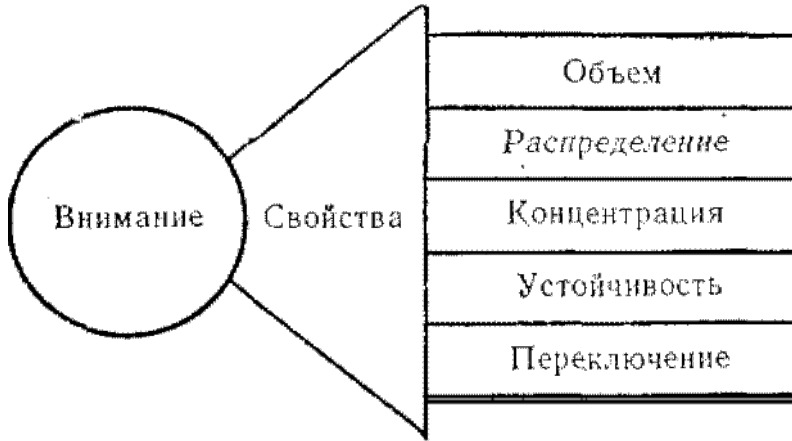 Внимание
Свойства
Объем
Распределение
Концентрация
Устойчивость
Переключение